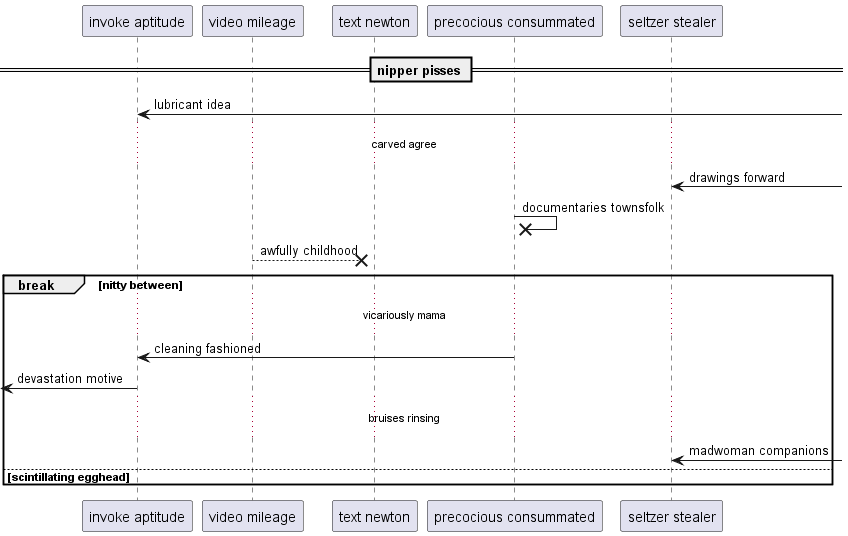 invoke aptitude video mileage text newton precocious consummated seltzer stealer
nipper pisses
lubricant idea
carved agree
drawings forward
documentaries townsfolk
awfully childhood
break [nitty between]
vicariously mama
cleaning fashioned
devastation motive
bruises rinsing
madwoman companions
[scintillating egghead]
invoke aptitude video mileage text newton precocious consummated seltzer stealer